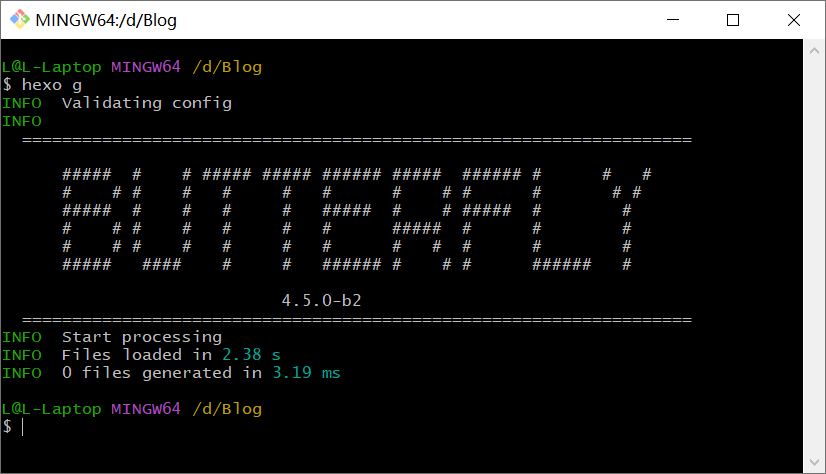 MINGW64:/d/Blog
L@L-Laptop MINGW64 /d/Blog
$ hexo g
INFO  Validating config
INFO
  ===================================================================
      #####  #    # ##### ##### ###### #####  ###### #      #   #
      #    # #    #   #     #   #      #    # #      #       # #
      #####  #    #   #     #   #####  #    # #####  #        #
      #    # #    #   #     #   #      #####  #      #        #
      #    # #    #   #     #   #      #   #  #      #        #
      #####   ####    #     #   ###### #    # #      ######   #
                            4.5.0-b2
  ===================================================================
INFO  Start processing
INFO  Files loaded in 2.38 s
INFO  0 files generated in 3.19 ms
L@L-Laptop MINGW64 /d/Blog
$